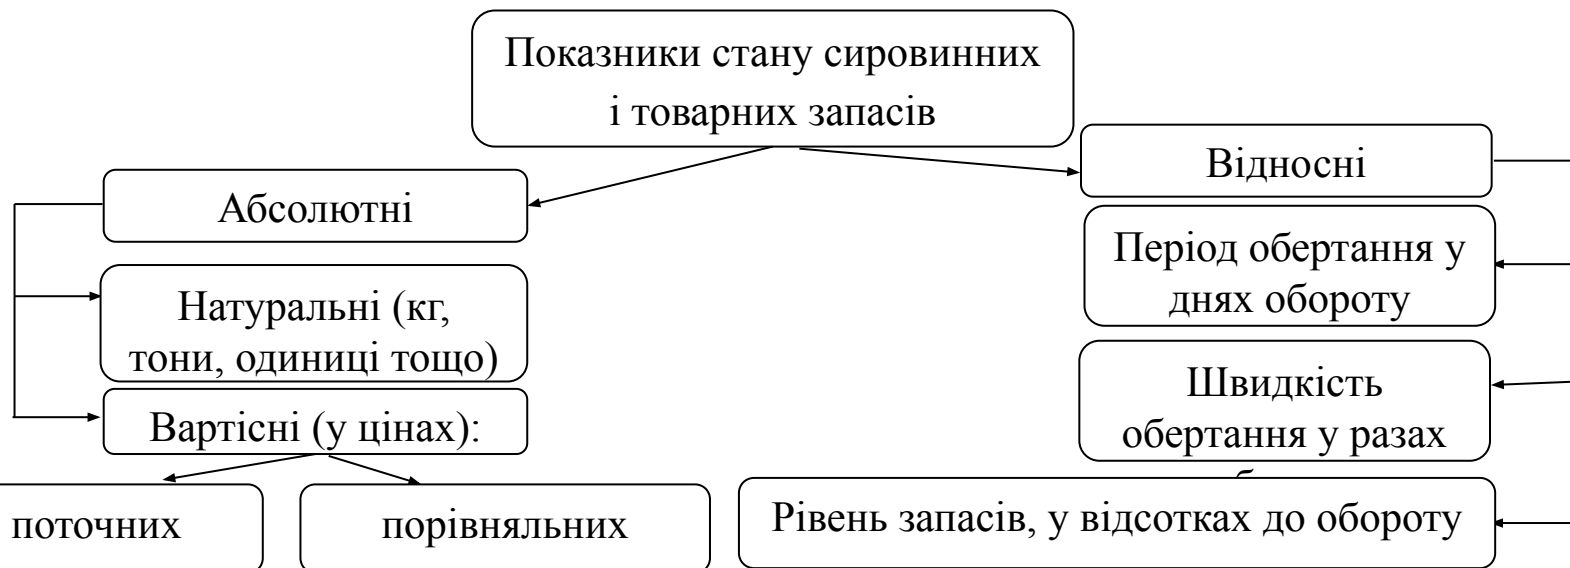 Показники стану сировинних
і товарних запасів
Абсолютні
Натуральні (кг,
тони, одиниці тощо)
Вартісні (у цінах):
поточних
порівняльних
Відносні
Період обертання у
днях обороту
Швидкість
обертання у разах
Рівень запасів, у відсотках до обороту